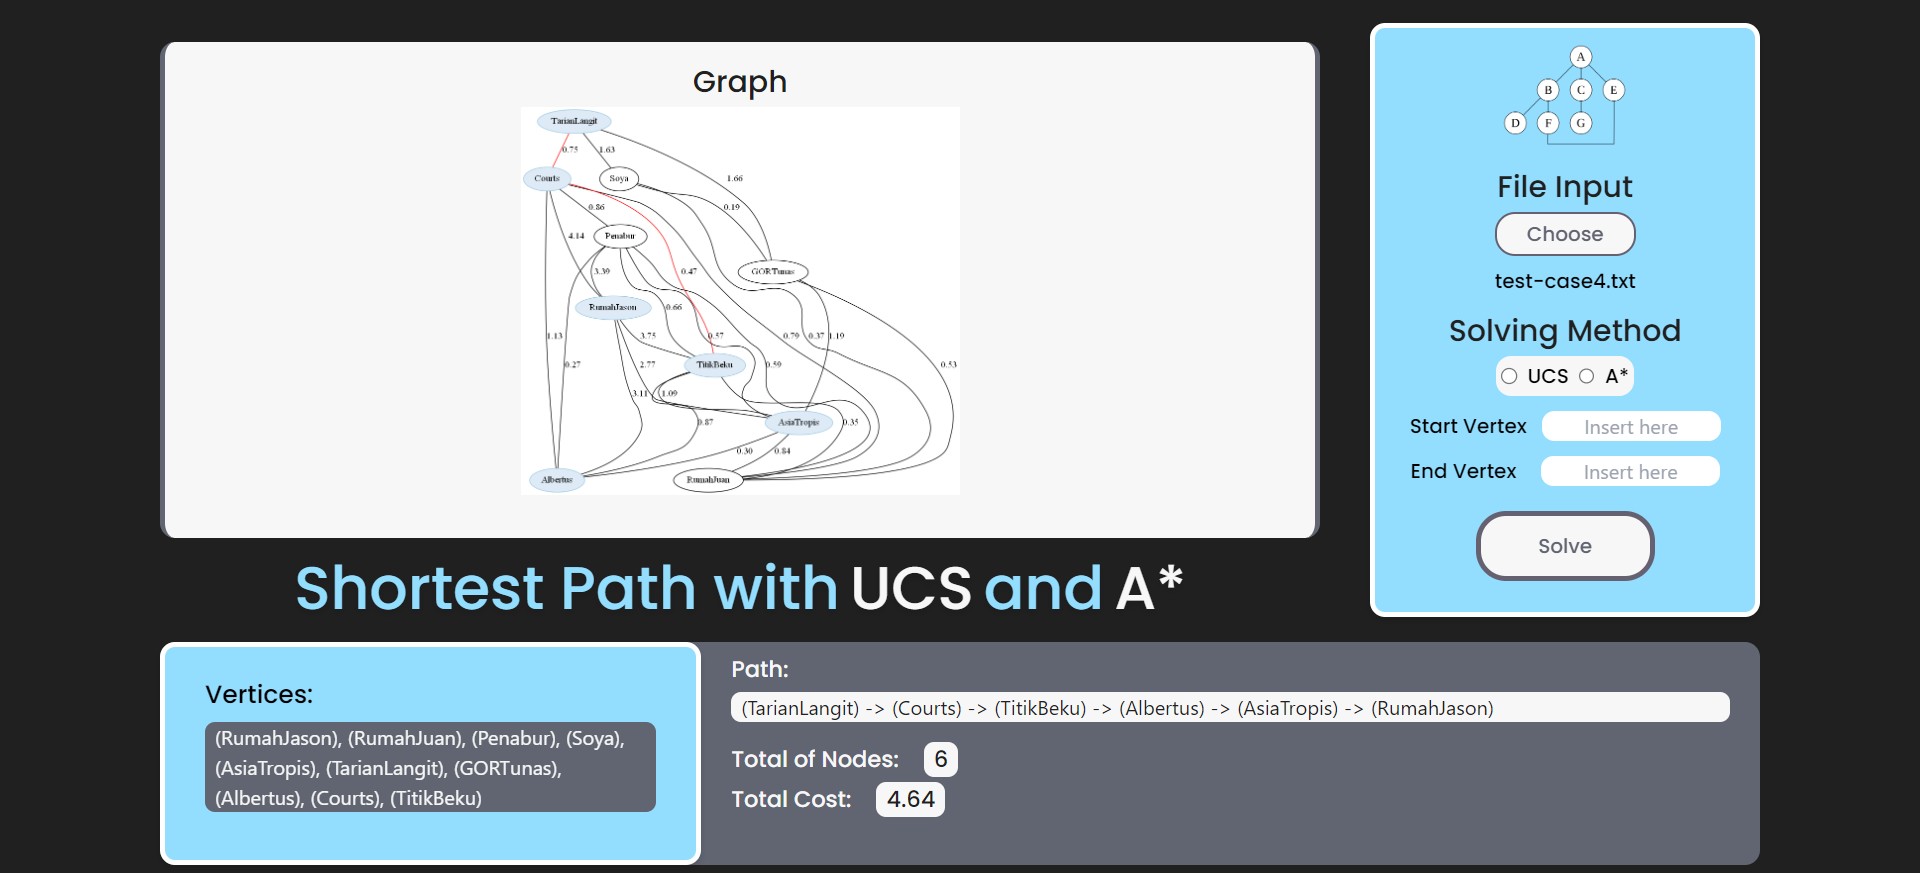 Graph
TarianLangit
0.75
1.63
Courts
Soya
1.66
0.86
0.19
4.14
Penabur
3.39
0.47
GORTunas
RumahJason
0.66
1.13
3.75
0.57
0.79
0.37
1.19
0.27
2.77
TitikBeku
0.59
0.53
3.11
1.09
0.87
AsiaTropis
0.35
0.30
0.84
Albertus
RumahJuan
A
B
C
E
D
F
G
File Input
Choose
test-case4.txt
Solving Method
UCS
A*
Start Vertex
Insert here
End Vertex
Insert here
Solve
Shortest Path with UCS and A*
Vertices:
(RumahJason), (RumahJuan), (Penabur), (Soya),
(AsiaTropis), (TarianLangit), (GORTunas),
(Albertus), (Courts), (TitikBeku)
Path:
(TarianLangit) -> (Courts) -> (TitikBeku) -> (Albertus) -> (AsiaTropis) -> (RumahJason)
Total of Nodes: 6
Total Cost: 4.64